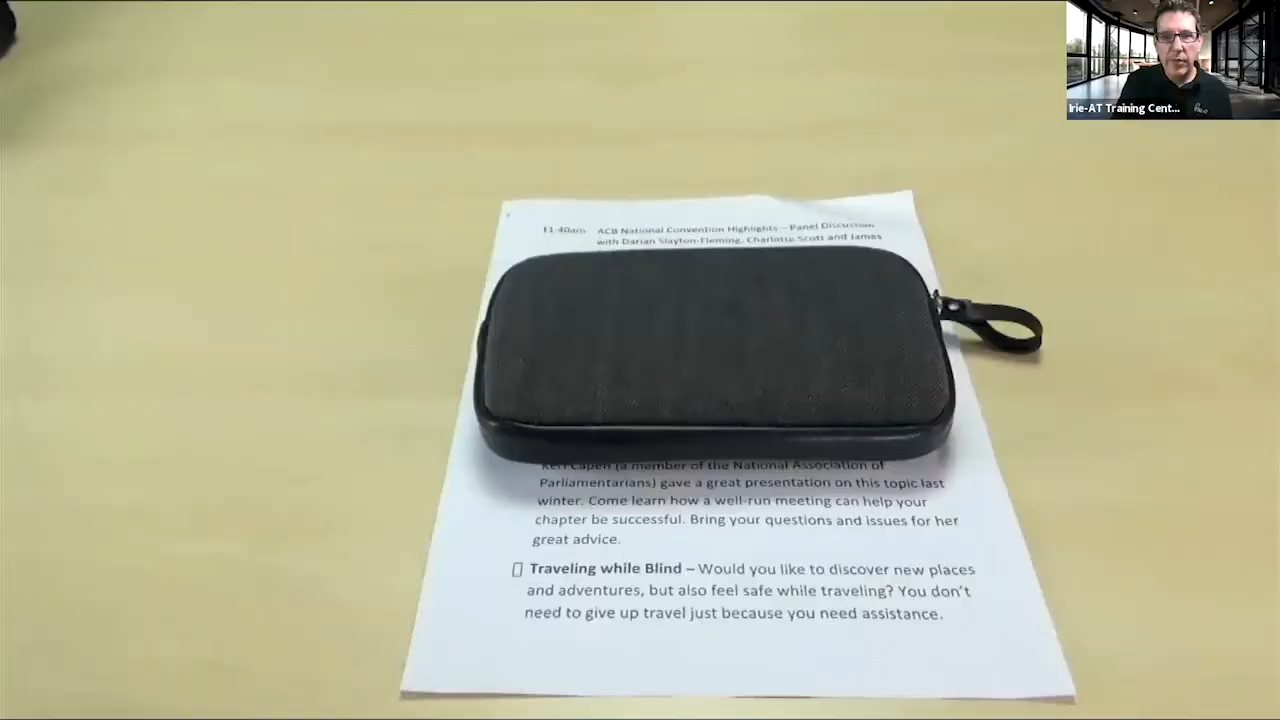 Irie-AT Training Cent...
11:40am ACB National Convention Highlights – Panel Discussion
with Darian Slayton-Fleming, Charlotte Scott and James
Keri Capen (a member of the National Association of
Parliamentarians) gave a great presentation on this topic last
winter. Come learn how a well-run meeting can help your
chapter be successful. Bring your questions and issues for her
great advice.
Traveling while Blind – Would you like to discover new places
and adventures, but also feel safe while traveling? You don't
need to give up travel just because you need assistance.